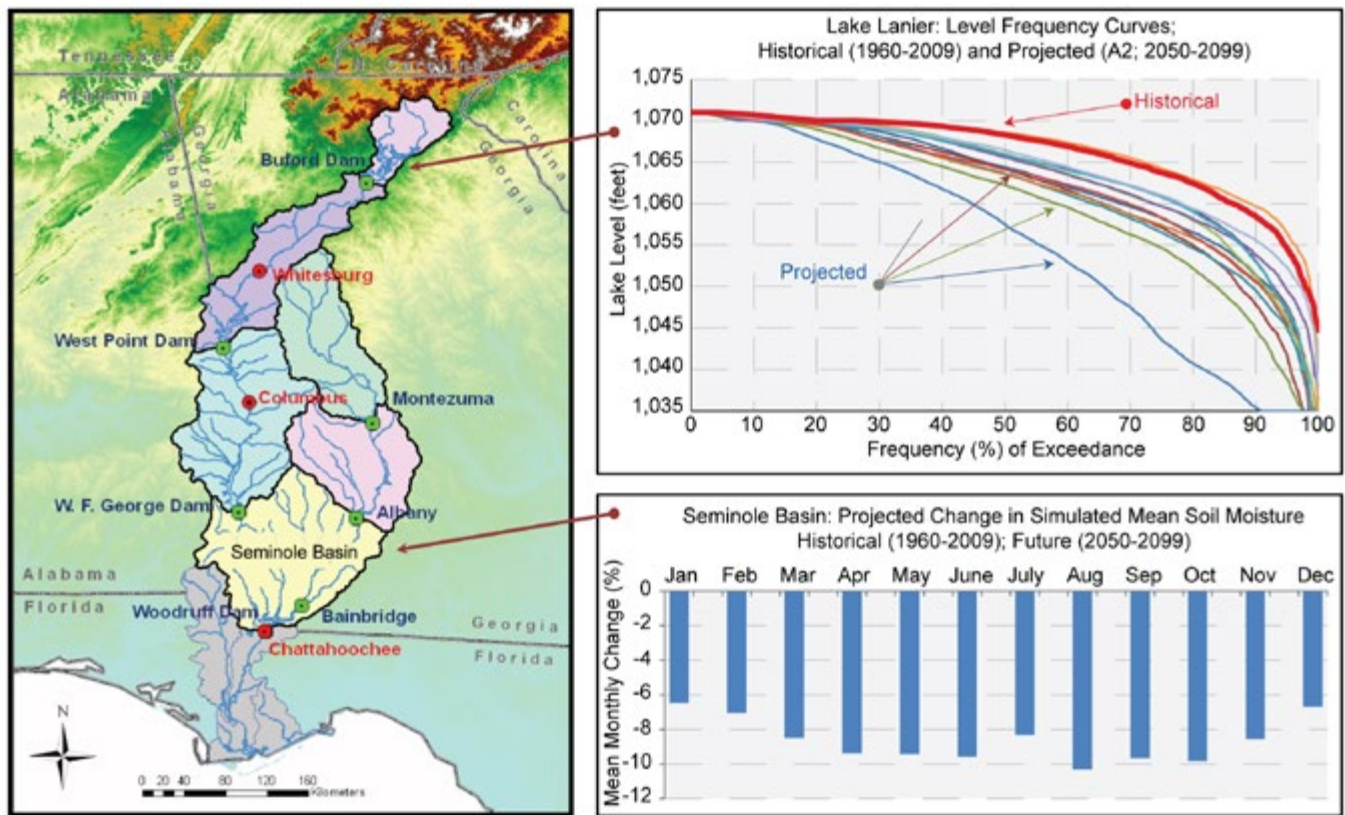 Tennessee
Alabama
N. Carolina
Carolina
Georgia
Georgia
Alabama
Buford Dam
Whitesburg
West Point Dam
Columbus
Montezuma
W. F. George Dam
Albany
Seminole Basin
Alabama
Florida
Woodruff Dam
Bainbridge
Georgia
Florida
Chattahoochee
N
0 20 40 80 120 160
Kilometers
Lake Lanier: Level Frequency Curves;
Historical (1960-2009) and Projected (A2; 2050-2099)
1,075
1,070
1,065
1,060
1,055
1,050
1,045
1,040
1,035
Lake Level (feet)
Historical
Projected
0 10 20 30 40 50 60 70 80 90 100
Frequency (%) of Exceedance
Seminole Basin: Projected Change in Simulated Mean Soil Moisture
Historical (1960-2009); Future (2050-2099)
Jan Feb Mar Apr May June July Aug Sep Oct Nov Dec
0
-2
-4
-6
-8
-10
-12
Mean Monthly Change (%)